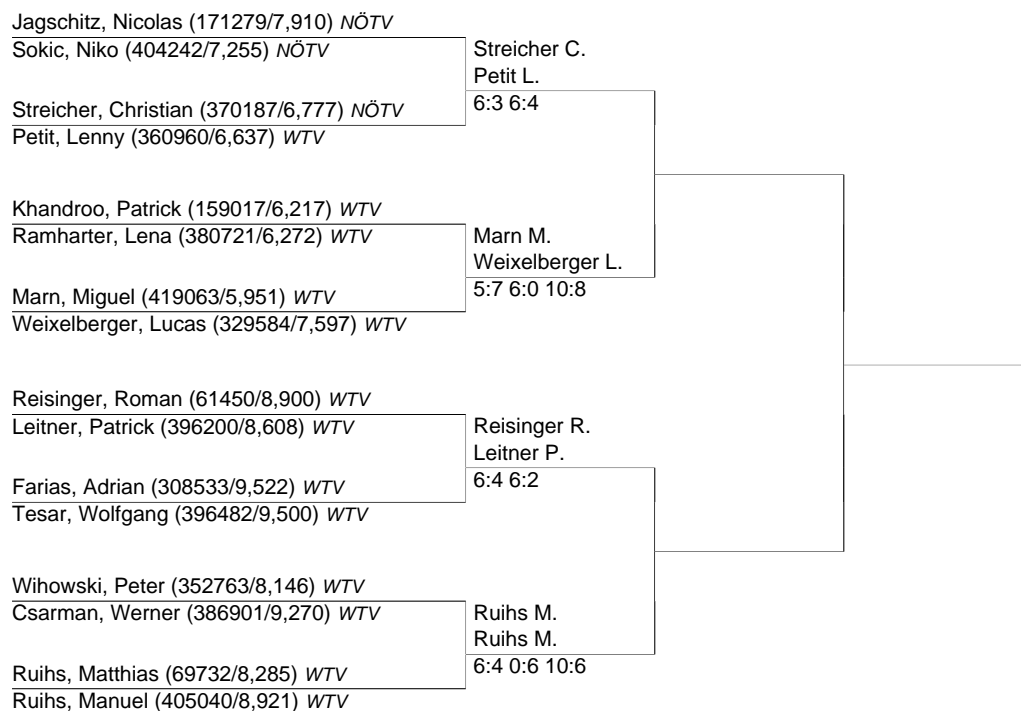 Jagschitz, Nicolas (171279/7,910) NÖTV
Sokic, Niko (404242/7,255) NÖTV
Streicher C.
Petit L.
6:3 6:4
Streicher, Christian (370187/6,777) NÖTV
Petit, Lenny (360960/6,637) WTV
Khandroo, Patrick (159017/6,217) WTV
Ramharter, Lena (380721/6,272) WTV
Marn M.
Weixelberger L.
5:7 6:0 10:8
Marn, Miguel (419063/5,951) WTV
Weixelberger, Lucas (329584/7,597) WTV
Reisinger, Roman (61450/8,900) WTV
Leitner, Patrick (396200/8,608) WTV
Reisinger R.
Leitner P.
6:4 6:2
Farias, Adrian (308533/9,522) WTV
Tesar, Wolfgang (396482/9,500) WTV
Wihowski, Peter (352763/8,146) WTV
Csarman, Werner (386901/9,270) WTV
Ruihs M.
Ruihs M.
6:4 0:6 10:6
Ruihs, Matthias (69732/8,285) WTV
Ruihs, Manuel (405040/8,921) WTV